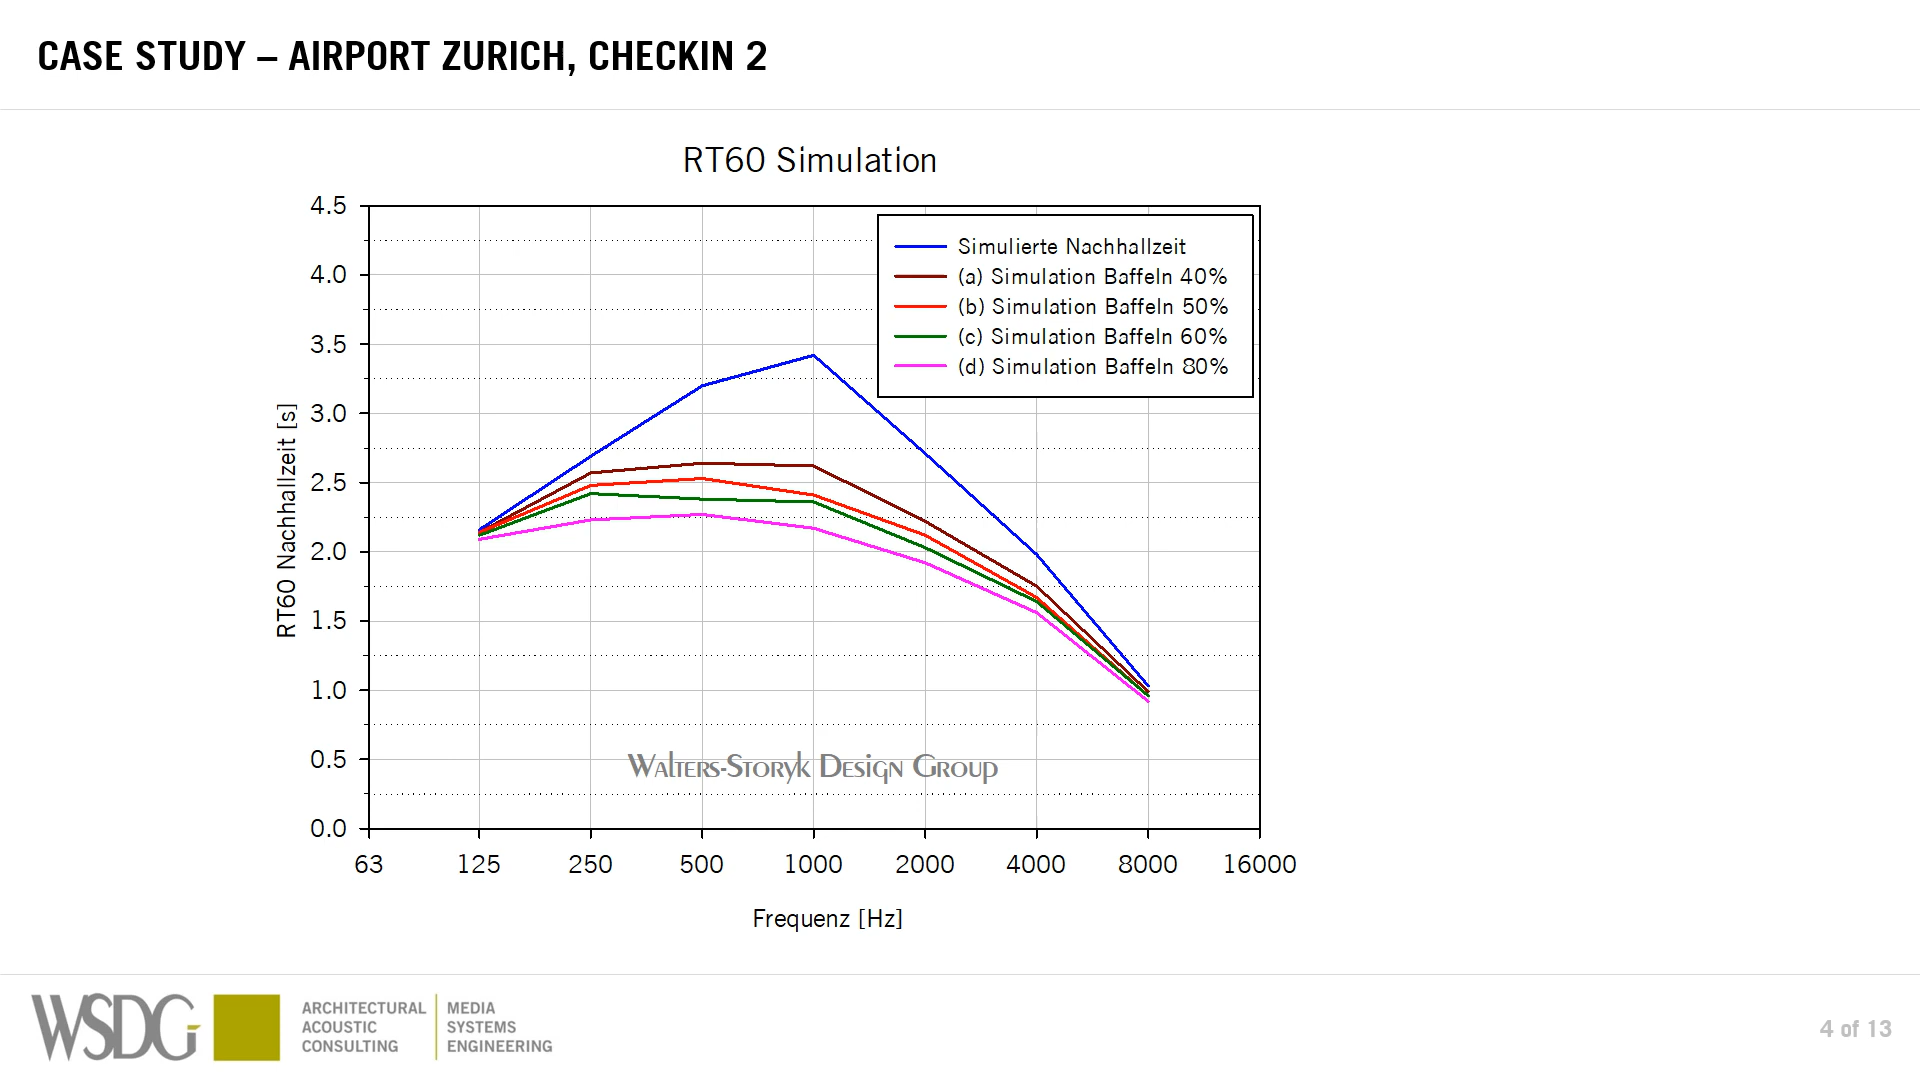 CASE STUDY – AIRPORT ZURICH, CHECKIN 2
RT60 Simulation
Simulierte Nachhallzeit
(a) Simulation Baffeln 40%
(b) Simulation Baffeln 50%
(c) Simulation Baffeln 60%
(d) Simulation Baffeln 80%
RT60 Nachhallzeit [s]
4.5
4.0
3.5
3.0
2.5
2.0
1.5
1.0
0.5
0.0
Walters-Storyk Design Group
63 125 250 500 1000 2000 4000 8000 16000
Frequenz [Hz]
WSDG
ARCHITECTURAL
ACOUSTIC
CONSULTING
MEDIA
SYSTEMS
ENGINEERING
4 of 13